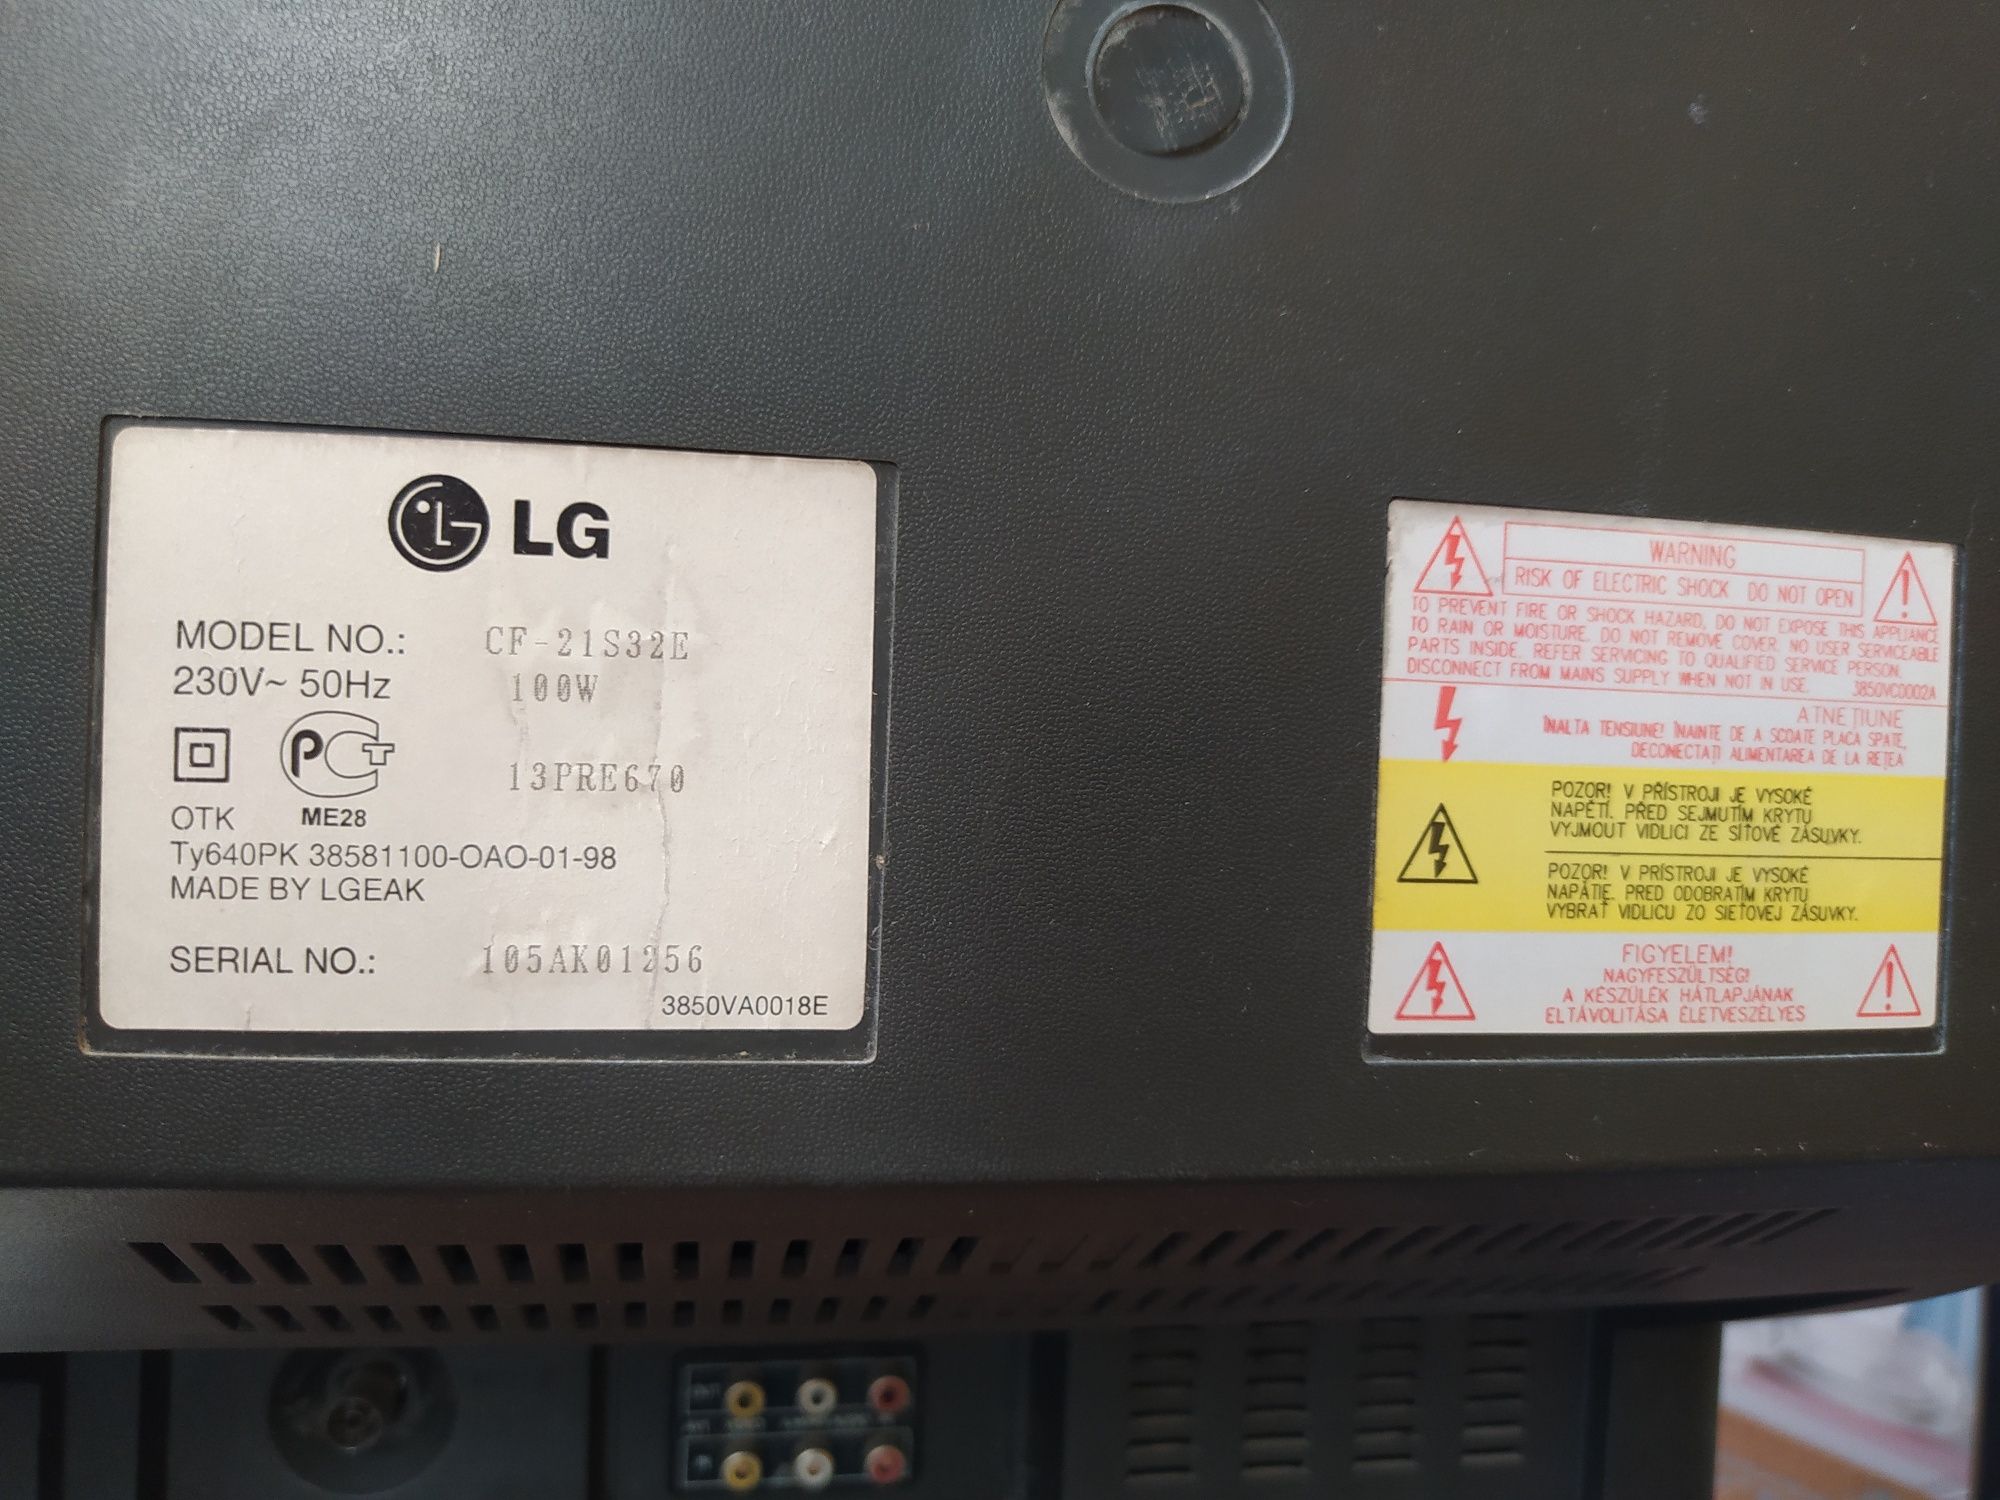 LG
MODEL NO.: CF-21S32E
230V~ 50Hz 100W
PCT
13PRE670
OTK ME28
Ty640PK 38581100-OAO-01-98
MADE BY LGEAK
SERIAL NO.: 105AK01256
3850VA0018E
WARNING
RISK OF ELECTRIC SHOCK DO NOT OPEN
TO PREVENT FIRE OR SHOCK HAZARD, DO NOT EXPOSE THIS APPLIANCE
TO RAIN OR MOISTURE. DO NOT REMOVE COVER. NO USER SERVICEABLE
PARTS INSIDE. REFER SERVICING TO QUALIFIED SERVICE PERSON.
DISCONNECT FROM MAINS SUPPLY WHEN NOT IN USE. 3850VC0002A
ATNEȚIUNE
ÎNALTA TENSIUNE! ÎNAINTE DE A SCOATE PLACA SPATE,
DECONECTAȚI ALIMENTAREA DE LA REȚEA
POZOR! V PŘÍSTROJI JE VYSOKÉ
NAPĚTÍ. PŘED SEJMUTÍM KRYTU
VYJMOUT VIDLICI ZE SÍŤOVÉ ZÁSUVKY.
POZOR! V PRÍSTROJI JE VYSOKÉ
NAPÄTIE. PRED ODOBRATÍM KRYTU
VYBRAŤ VIDLICU ZO SIEŤOVEJ ZÁSUVKY.
FIGYELEM!
NAGYFESZÜLTSÉG!
A KÉSZÜLÉK HÁTLAPJÁNAK
ELTÁVOLITÁSA ÉLETVESZÉLYES